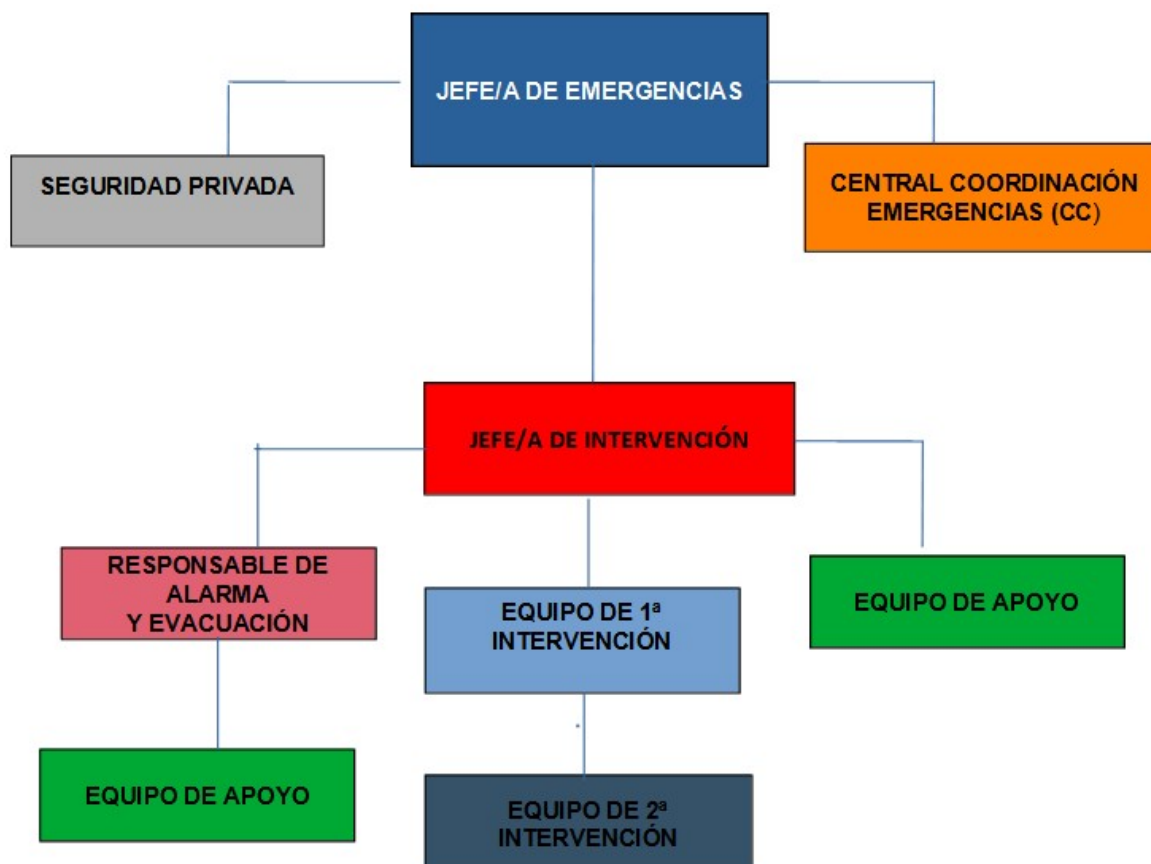 JEFE/A DE EMERGENCIAS
SEGURIDAD PRIVADA
CENTRAL COORDINACIÓN
EMERGENCIAS (CC)
JEFE/A DE INTERVENCIÓN
RESPONSABLE DE
ALARMA
Y EVACUACIÓN
EQUIPO DE 1ª
INTERVENCIÓN
EQUIPO DE APOYO
EQUIPO DE APOYO
EQUIPO DE 2ª
INTERVENCIÓN